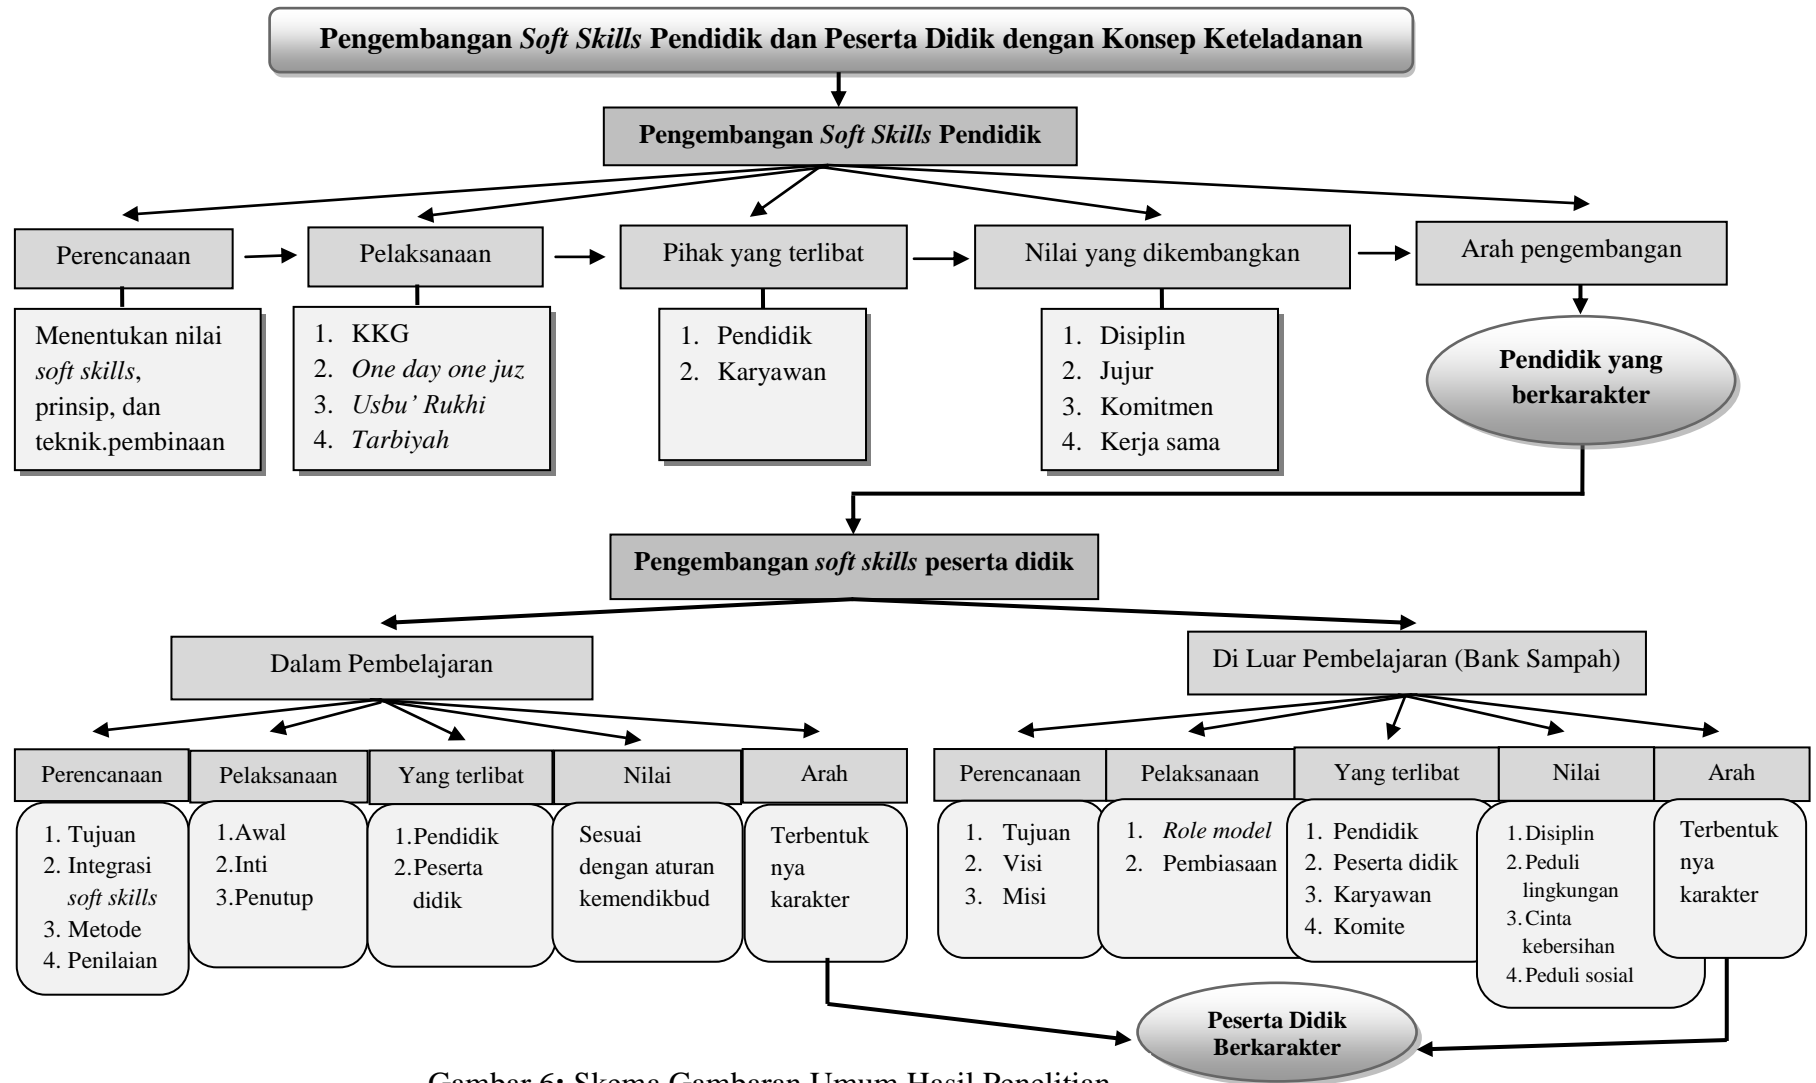 Pengembangan Soft Skills Pendidik dan Peserta Didik dengan Konsep Keteladanan
Pengembangan Soft Skills Pendidik
Perencanaan
Pelaksanaan
Pihak yang terlibat
Nilai yang dikembangkan
Arah pengembangan
Menentukan nilai
soft skills,
prinsip, dan
teknik.pembinaan
1. KKG
2. One day one juz
3. Usbu’ Rukhi
4. Tarbiyah
1. Pendidik
2. Karyawan
1. Disiplin
2. Jujur
3. Komitmen
4. Kerja sama
Pendidik yang
berkarakter
Pengembangan soft skills peserta didik
Dalam Pembelajaran
Di Luar Pembelajaran (Bank Sampah)
Perencanaan
Pelaksanaan
Yang terlibat
Nilai
Arah
1. Tujuan
2. Integrasi
soft skills
3. Metode
4. Penilaian
1.Awal
2.Inti
3.Penutup
1.Pendidik
2.Peserta
didik
Sesuai
dengan aturan
kemendikbud
Terbentuk
nya
karakter
Perencanaan
Pelaksanaan
Yang terlibat
Nilai
Arah
1. Tujuan
2. Visi
3. Misi
1. Role model
2. Pembiasaan
1. Pendidik
2. Peserta didik
3. Karyawan
4. Komite
1.Disiplin
2.Peduli
lingkungan
3.Cinta
kebersihan
4.Peduli sosial
Terbentuk
nya
karakter
Peserta Didik
Berkarakter
Gambar 6: Skema Gambaran Umum Hasil Penelitian